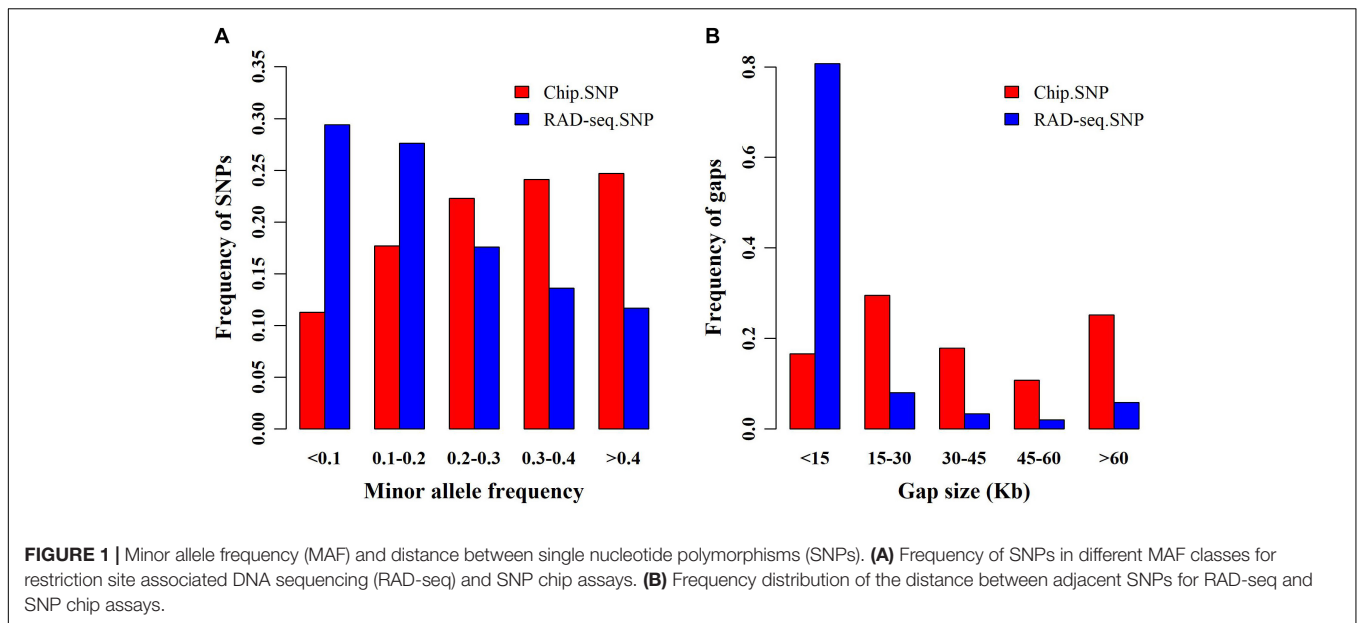 A
0.35
0.30
0.25
0.20
0.15
0.10
0.05
0.00
Frequency of SNPs
Chip.SNP
RAD-seq.SNP
<0.1 0.1-0.2 0.2-0.3 0.3-0.4 >0.4
Minor allele frequency
B
0.8
0.6
0.4
0.2
0.0
Frequency of gaps
Chip.SNP
RAD-seq.SNP
<15 15-30 30-45 45-60 >60
Gap size (Kb)
FIGURE 1 | Minor allele frequency (MAF) and distance between single nucleotide polymorphisms (SNPs). (A) Frequency of SNPs in different MAF classes for
restriction site associated DNA sequencing (RAD-seq) and SNP chip assays. (B) Frequency distribution of the distance between adjacent SNPs for RAD-seq and
SNP chip assays.